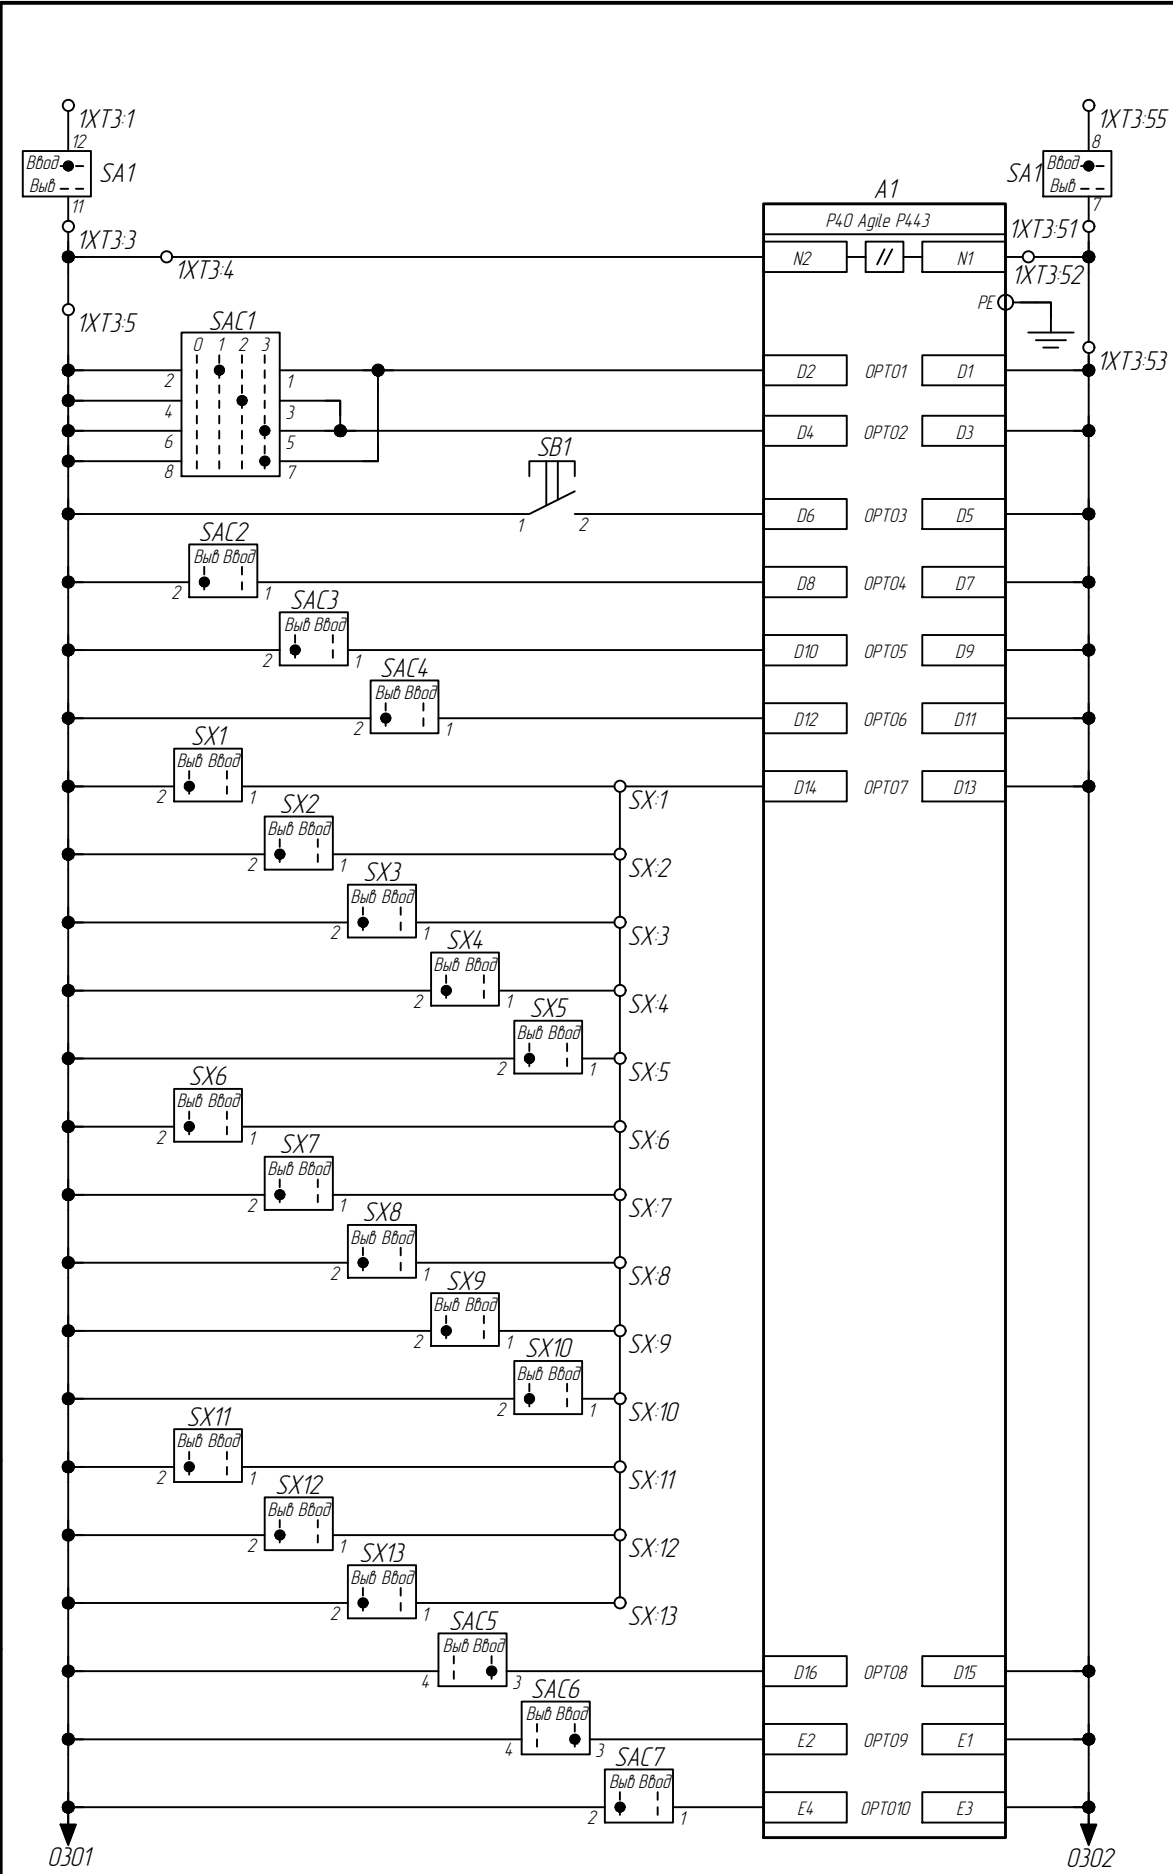 1XT3:1
12
Ввод
Выв
SA1
11
1XT3:3
1XT3:4
1XT3:5
1XT3:55
8
SA1
Ввод
Выв
7
1XT3:51
1XT3:52
1XT3:53
A1
P40 Agile P443
N2 // N1
PE
SAC1
0 1 2 3
2 1
4 3
6 5
8 7
D2 OPTO1 D1
D4 OPTO2 D3
SB1
1 2
D6 OPTO3 D5
SAC2
Выв Ввод
2 1
D8 OPTO4 D7
SAC3
Выв Ввод
2 1
D10 OPTO5 D9
SAC4
Выв Ввод
2 1
D12 OPTO6 D11
SX1
Выв Ввод
2 1
SX:1
D14 OPTO7 D13
SX2
Выв Ввод
2 1
SX:2
SX3
Выв Ввод
2 1
SX:3
SX4
Выв Ввод
2 1
SX:4
SX5
Выв Ввод
2 1
SX:5
SX6
Выв Ввод
2 1
SX:6
SX7
Выв Ввод
2 1
SX:7
SX8
Выв Ввод
2 1
SX:8
SX9
Выв Ввод
2 1
SX:9
SX10
Выв Ввод
2 1
SX:10
SX11
Выв Ввод
2 1
SX:11
SX12
Выв Ввод
2 1
SX:12
SX13
Выв Ввод
2 1
SX:13
SAC5
Выв Ввод
4 3
D16 OPTO8 D15
SAC6
Выв Ввод
4 3
E2 OPTO9 E1
SAC7
Выв Ввод
2 1
E4 OPTO10 E3
0301
0302